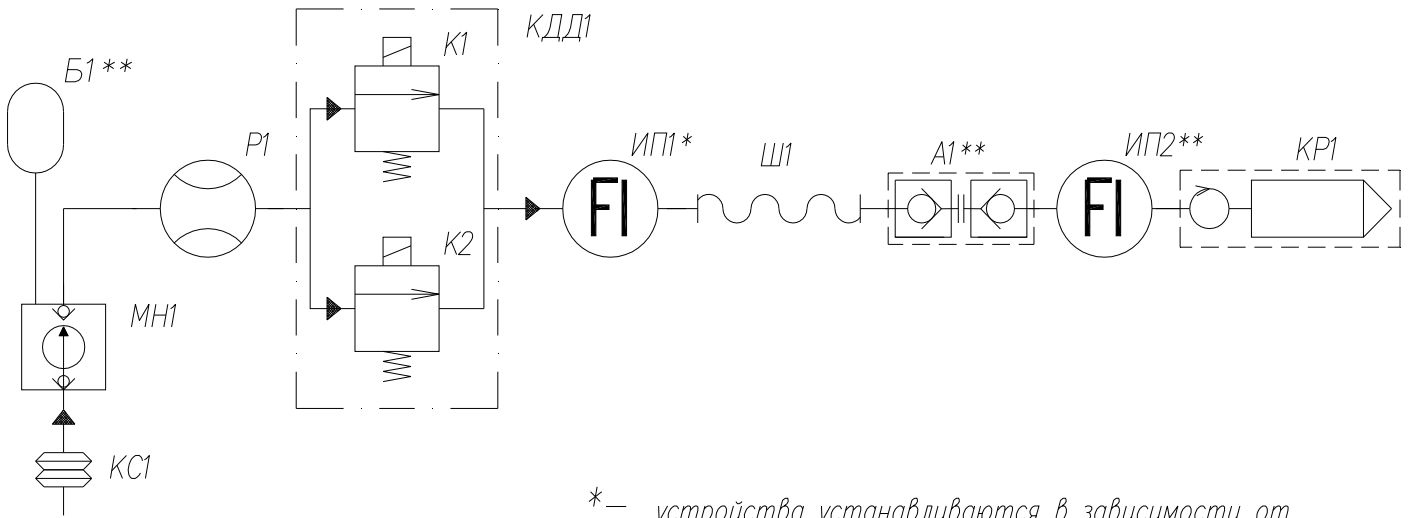 КДД1
К1
Б1**
Р1
ИП1*
Ш1
А1**
ИП2**
КР1
К2
МН1
КС1
FI
FI
*— устройства устанавливаются в зависимости от